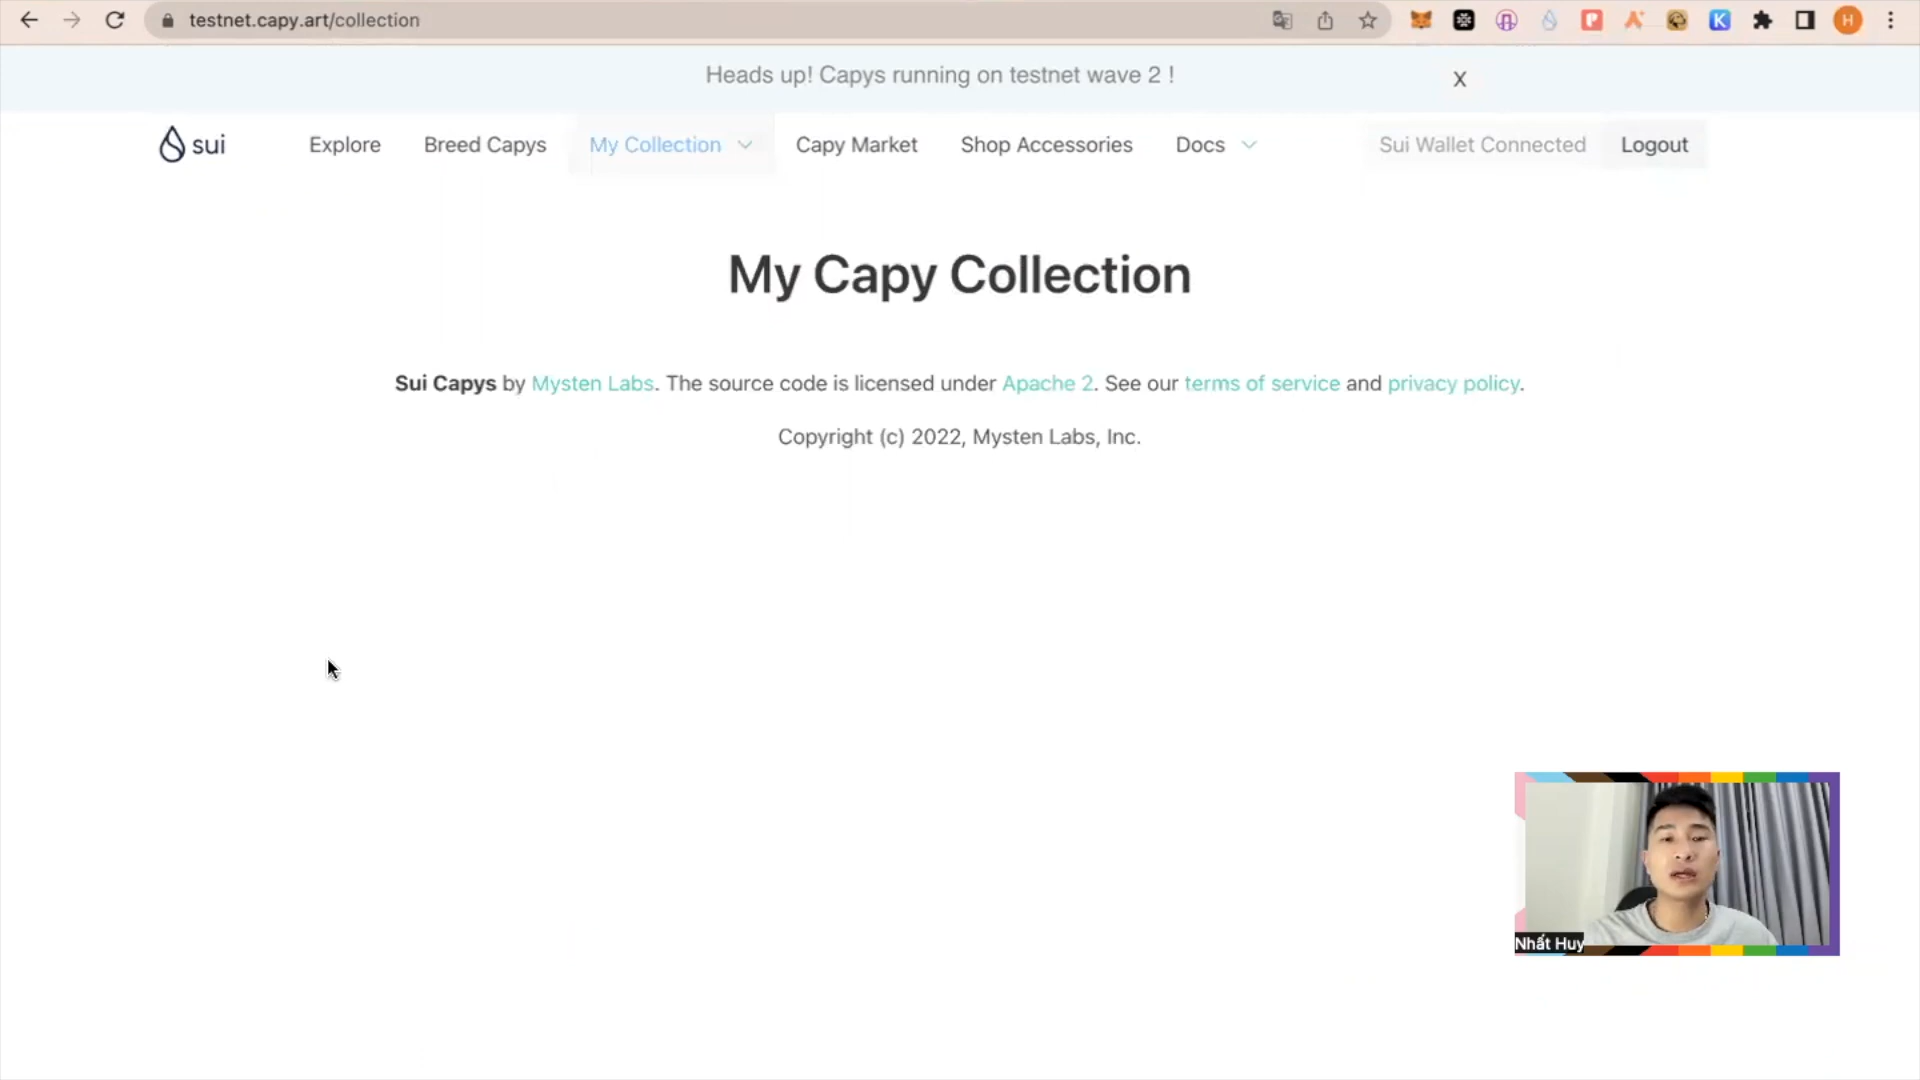 testnet.capy.art/collection
H
Heads up! Capys running on testnet wave 2 !
X
sui
Explore
Breed Capys
My Collection
Capy Market
Shop Accessories
Docs
Sui Wallet Connected
Logout
My Capy Collection
Sui Capys by Mysten Labs. The source code is licensed under Apache 2. See our terms of service and privacy policy.
Copyright (c) 2022, Mysten Labs, Inc.
Nhất Huy